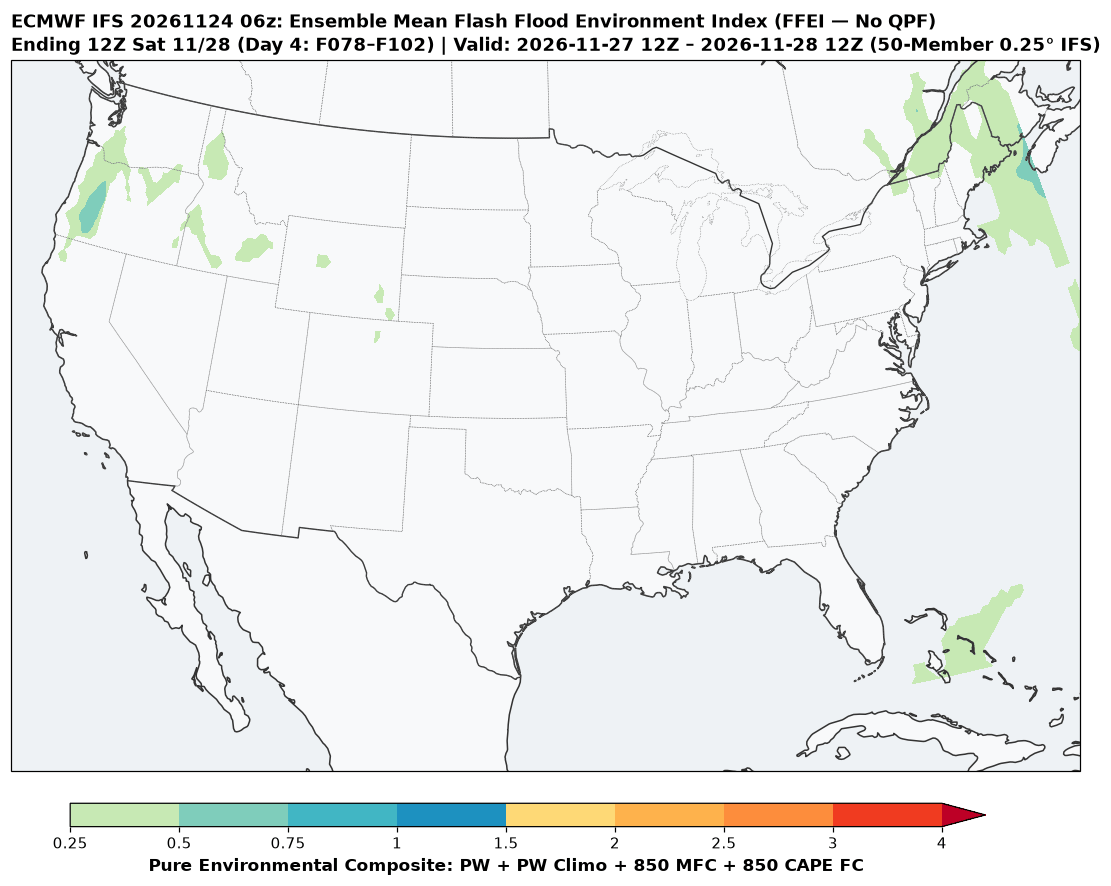 ECMWF IFS 20261124 06z: Ensemble Mean Flash Flood Environment Index (FFEI — No QPF)
Ending 12Z Sat 11/28 (Day 4: F078–F102) | Valid: 2026-11-27 12Z – 2026-11-28 12Z (50-Member 0.25° IFS)
0.25 0.5 0.75 1 1.5 2 2.5 3 4
Pure Environmental Composite: PW + PW Climo + 850 MFC + 850 CAPE FC